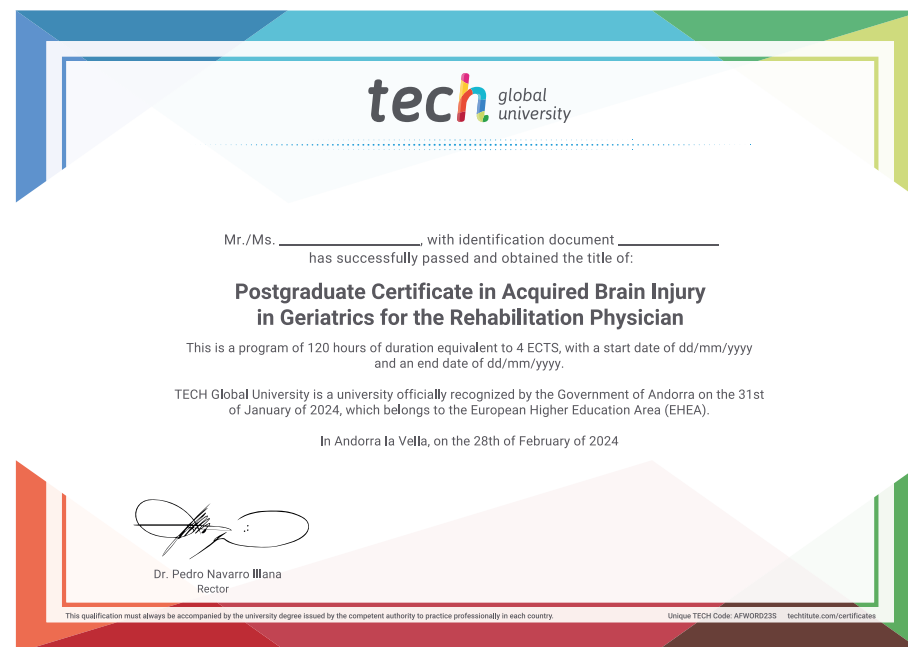 tech global university
Mr./Ms. ____________________, with identification document ______________
has successfully passed and obtained the title of:
Postgraduate Certificate in Acquired Brain Injury
in Geriatrics for the Rehabilitation Physician
This is a program of 120 hours of duration equivalent to 4 ECTS, with a start date of dd/mm/yyyy
and an end date of dd/mm/yyyy.
TECH Global University is a university officially recognized by the Government of Andorra on the 31st
of January of 2024, which belongs to the European Higher Education Area (EHEA).
In Andorra la Vella, on the 28th of February of 2024
Dr. Pedro Navarro Illana
Rector
This qualification must always be accompanied by the university degree issued by the competent authority to practice professionally in each country.
Unique TECH Code: AFWORD23S techtitute.com/certificates